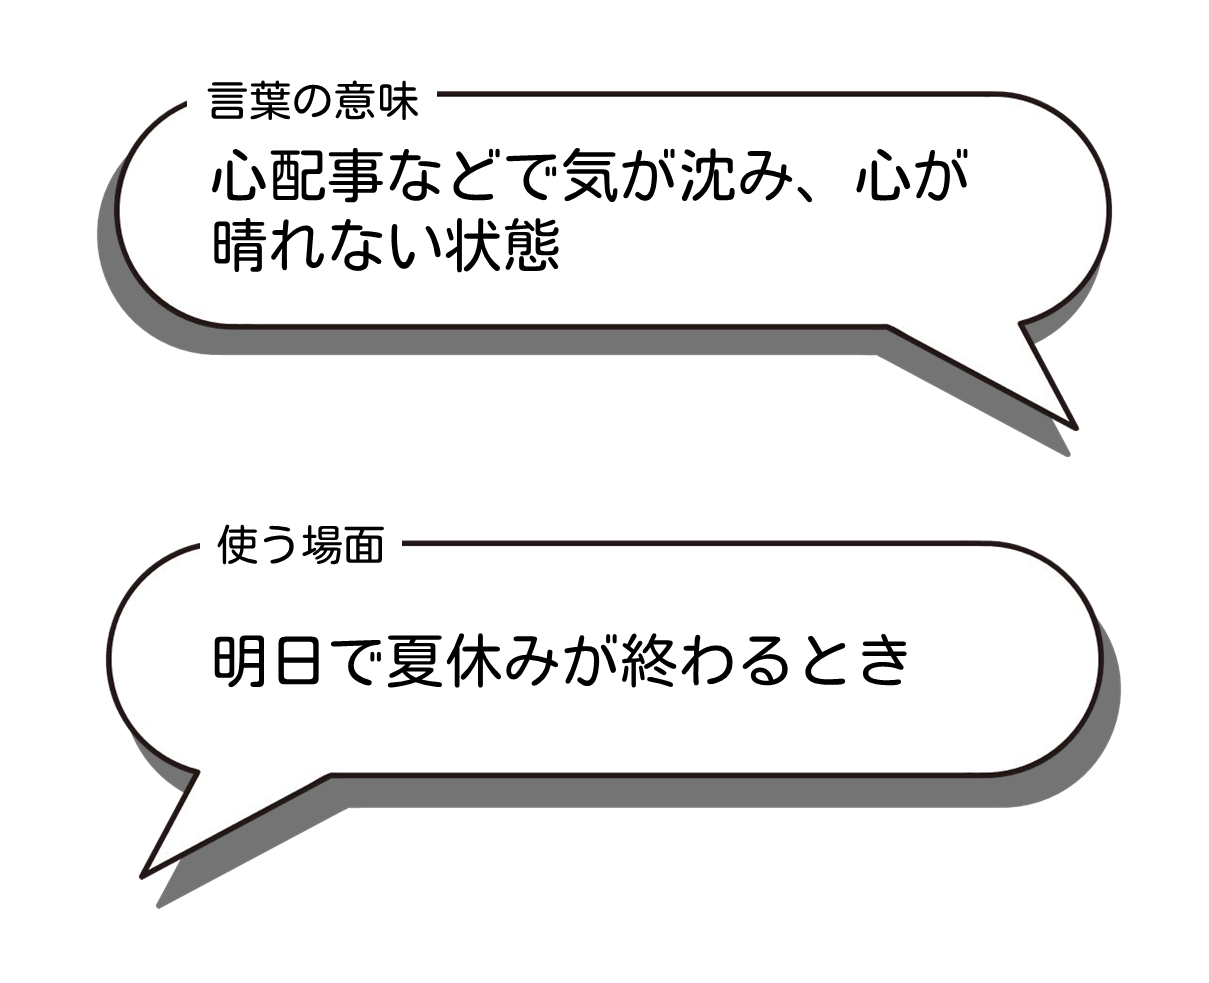 言葉の意味
心配事などで気が沈み、心が
晴れない状態
使う場面
明日で夏休みが終わるとき